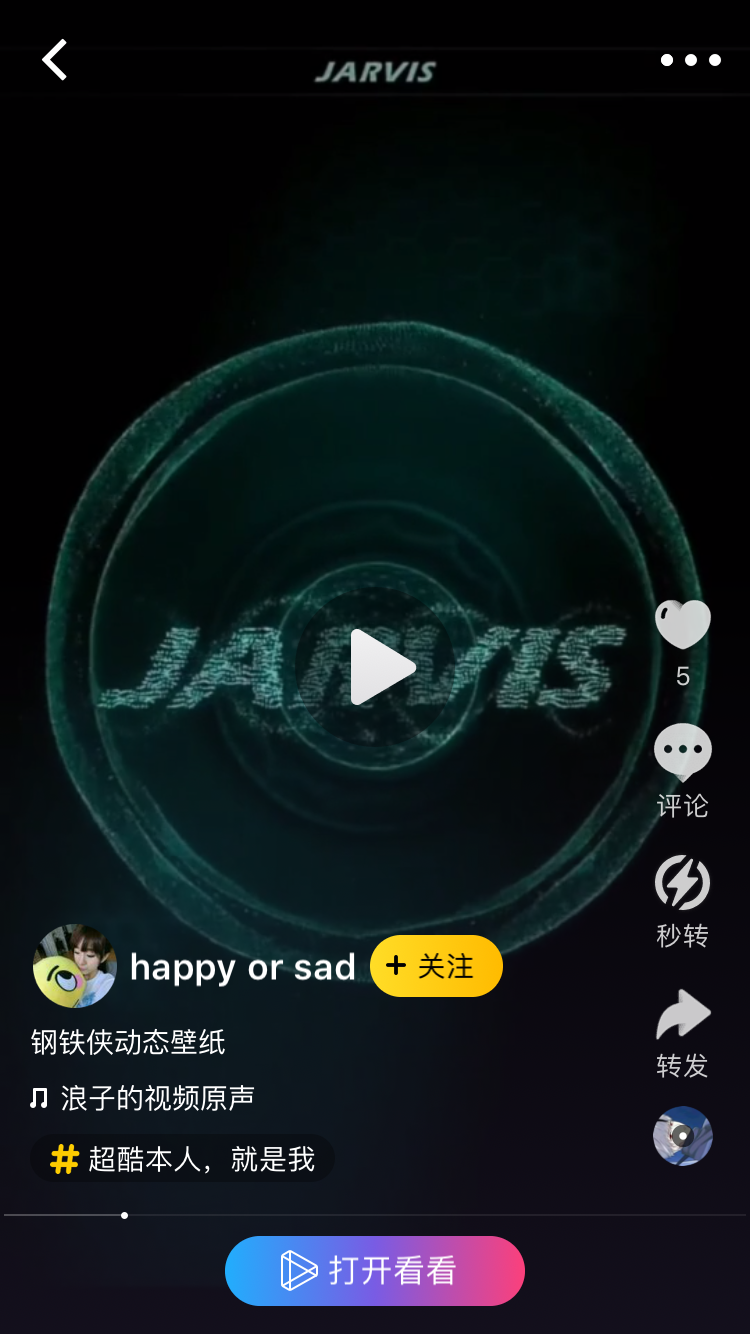 JARVIS
JARVIS
5
评论
秒转
happy or sad
+ 关注
钢铁侠动态壁纸
转发
浪子的视频原声
# 超酷本人，就是我
打开看看